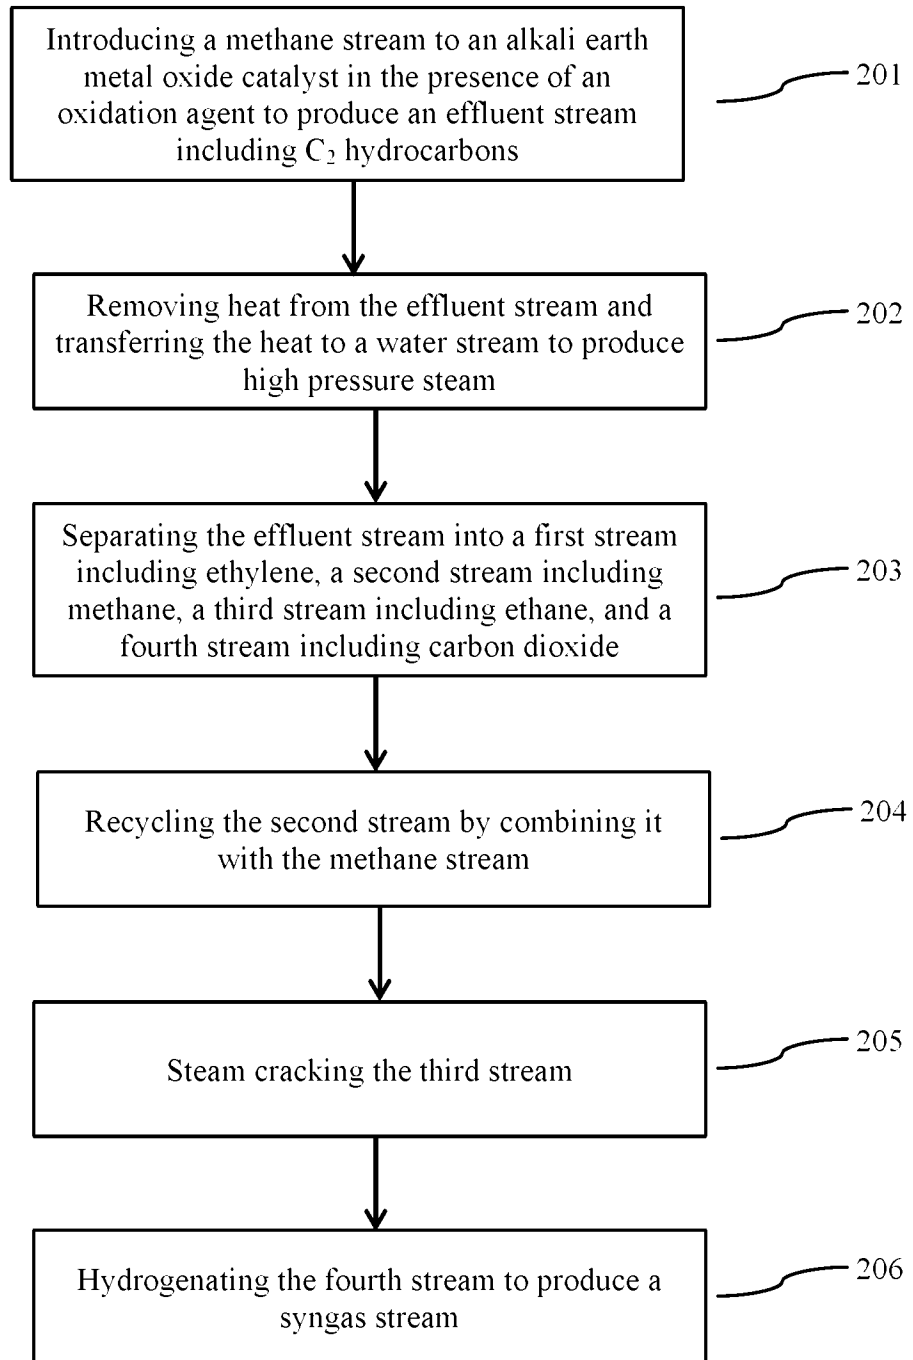 Introducing a methane stream to an alkali earth
metal oxide catalyst in the presence of an
oxidation agent to produce an effluent stream
including C₂ hydrocarbons
201
Removing heat from the effluent stream and
transferring the heat to a water stream to produce
high pressure steam
202
Separating the effluent stream into a first stream
including ethylene, a second stream including
methane, a third stream including ethane, and a
fourth stream including carbon dioxide
203
Recycling the second stream by combining it
with the methane stream
204
Steam cracking the third stream
205
Hydrogenating the fourth stream to produce a
syngas stream
206